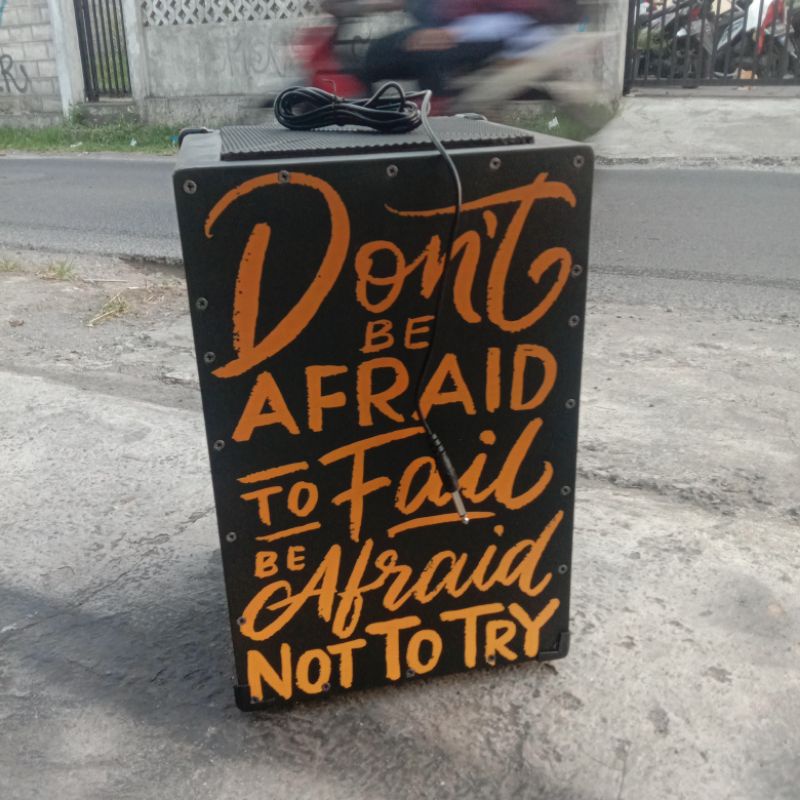 Don't
BE
AFRAID
TO Fail
BE Afraid
NOT TO TRY